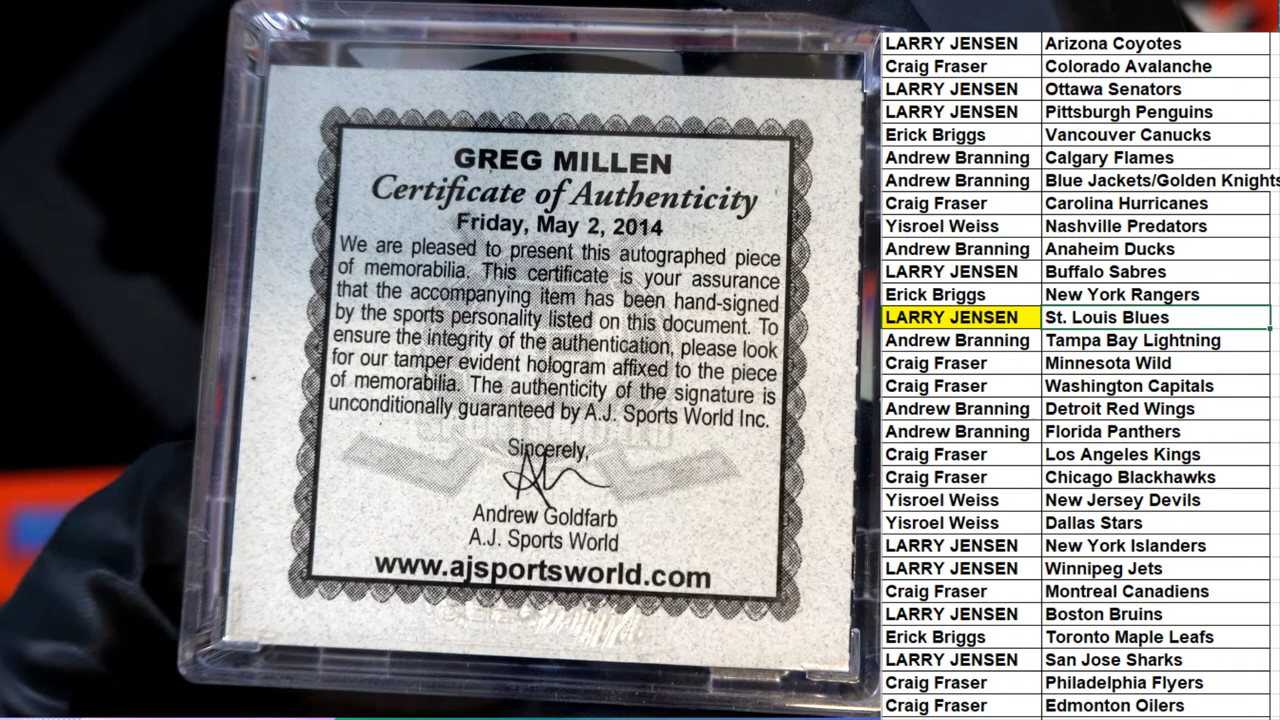 GREG MILLEN
Certificate of Authenticity
Friday, May 2, 2014
We are pleased to present this autographed piece
of memorabilia. This certificate is your assurance
that the accompanying item has been hand-signed
by the sports personality listed on this document. To
ensure the integrity of the authentication, please look
for our tamper evident hologram affixed to the piece
of memorabilia. The authenticity of the signature is
unconditionally guaranteed by A.J. Sports World Inc.
Sincerely,
Andrew Goldfarb
A.J. Sports World
www.ajsportsworld.com
LARRY JENSEN Arizona Coyotes
Craig Fraser Colorado Avalanche
LARRY JENSEN Ottawa Senators
LARRY JENSEN Pittsburgh Penguins
Erick Briggs Vancouver Canucks
Andrew Branning Calgary Flames
Andrew Branning Blue Jackets/Golden Knights
Craig Fraser Carolina Hurricanes
Yisroel Weiss Nashville Predators
Andrew Branning Anaheim Ducks
LARRY JENSEN Buffalo Sabres
Erick Briggs New York Rangers
LARRY JENSEN St. Louis Blues
Andrew Branning Tampa Bay Lightning
Craig Fraser Minnesota Wild
Craig Fraser Washington Capitals
Andrew Branning Detroit Red Wings
Andrew Branning Florida Panthers
Craig Fraser Los Angeles Kings
Craig Fraser Chicago Blackhawks
Yisroel Weiss New Jersey Devils
Yisroel Weiss Dallas Stars
LARRY JENSEN New York Islanders
LARRY JENSEN Winnipeg Jets
Craig Fraser Montreal Canadiens
LARRY JENSEN Boston Bruins
Erick Briggs Toronto Maple Leafs
LARRY JENSEN San Jose Sharks
Craig Fraser Philadelphia Flyers
Craig Fraser Edmonton Oilers